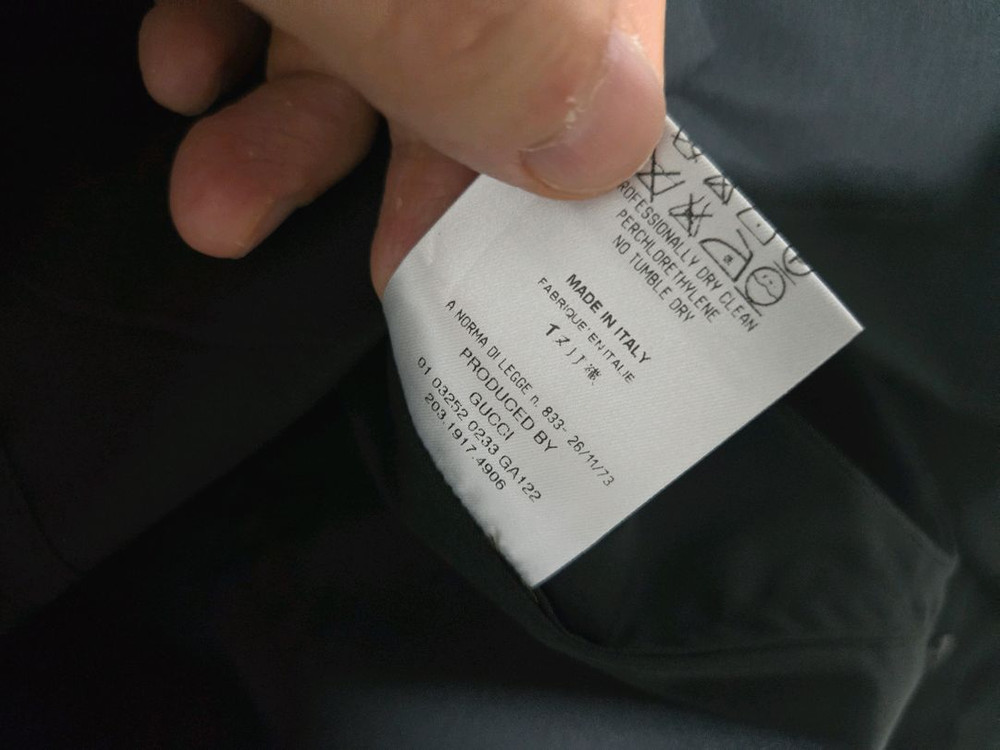 ROFESSIONALLY DRY CLEAN
PERCHLORETHYLENE
NO TUMBLE DRY
MADE IN ITALY
FABRIQUE EN ITALIE
A NORMA DI LEGGE n. 833- 26/11/73
PRODUCED BY
GUCCI
01 03252 0233 GA122
203.1917.4906